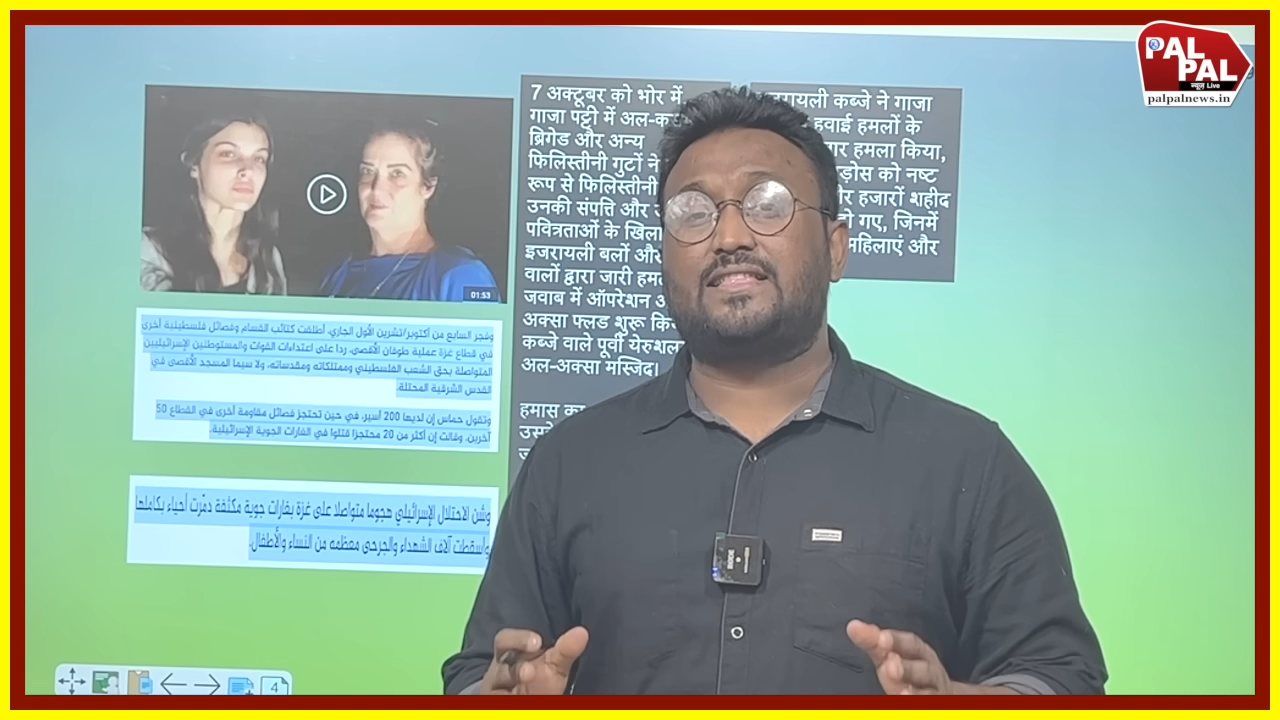 PAL
PAL
न्यूज़ Live
palpalnews.in
01:53
7 अक्टूबर को भोर में
गाजा पट्टी में अल-क
ब्रिगेड और अन्य
फिलिस्तीनी गुटों ने
रूप से फिलिस्तीनी
उनकी संपत्ति और
पवित्रताओं के खिला
इजरायली बलों और
वालों द्वारा जारी हम
जवाब में ऑपरेशन अ
अक्सा फ्लड शुरू कि
कब्जे वाले पूर्वी येरुशल
अल-अक्सा मस्जिद।
हमास का
उसके
रायली कब्जे ने गाजा
हवाई हमलों के
हमला किया,
को नष्ट
हजारों शहीद
हो गए, जिनमें
महिलाएं और
وفجر السابع من أكتوبر/تشرين الأول الجاري، أطلقت كتائب القسام وفصائل فلسطينية أخرى
في قطاع غزة عملية طوفان الأقصى، ردا على اعتداءات القوات والمستوطنين الإسرائيليين
المتواصلة بحق الشعب الفلسطيني وممتلكاته ومقدساته، ولا سيما المسجد الأقصى في
القدس الشرقية المحتلة.
وتقول حماس إن لديها 200 أسير، في حين تحتجز فصائل مقاومة أخرى في القطاع 50
آخرين، وقالت إن أكثر من 20 محتجزا قتلوا في الغارات الجوية الإسرائيلية.
وشن الاحتلال الإسرائيلي هجوما متواصلا على غزة بغارات جوية مكثفة دمّرت أحياء بكاملها
وأسقطت آلاف الشهداء والجرحى معظمه من النساء والأطفال.
RODE
4